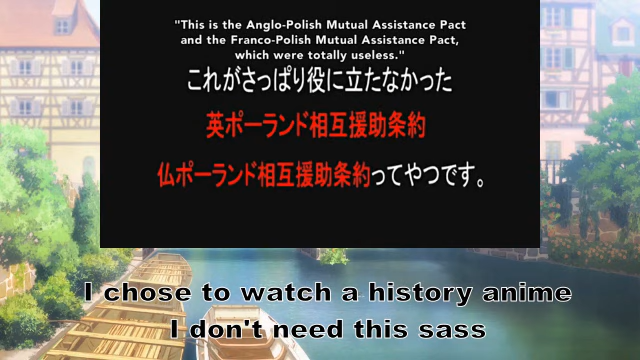 "This is the Anglo-Polish Mutual Assistance Pact
and the Franco-Polish Mutual Assistance Pact,
which were totally useless."
これがさっぱり役に立たなかった
英ポーランド相互援助条約
仏ポーランド相互援助条約ってやつです。
I chose to watch a history anime
I don't need this sass